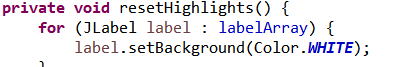 private void resetHighlights() {
    for (JLabel label : labelArray) {
        label.setBackground(Color.WHITE);
    }